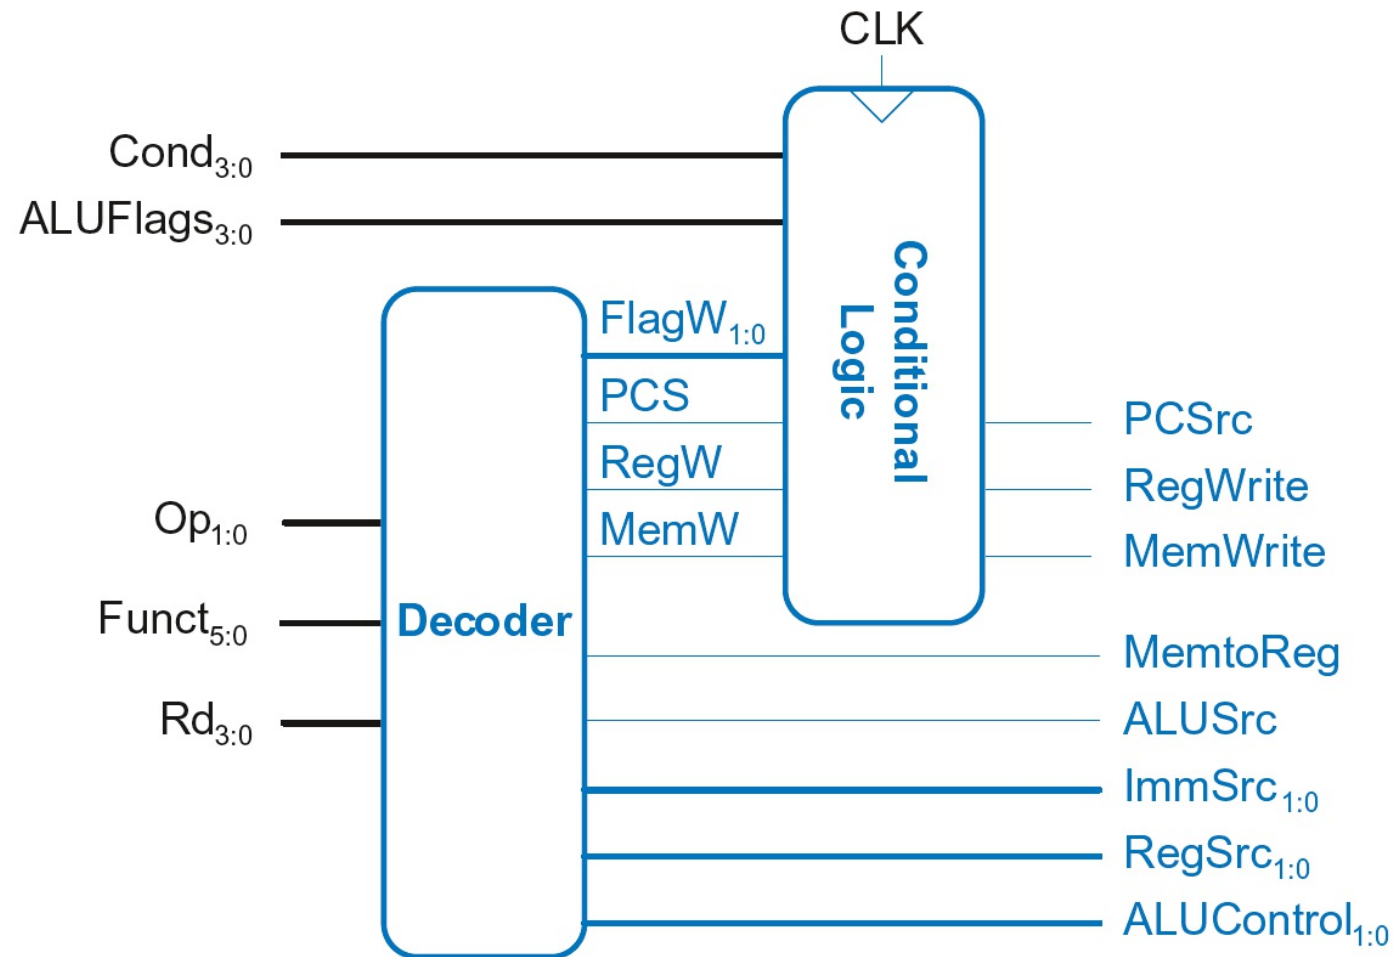 CLK
Cond3:0
ALUFlags3:0
Conditional
Logic
FlagW1:0
PCS
RegW
MemW
PCSrc
RegWrite
MemWrite
Op1:0
Funct5:0
Rd3:0
Decoder
MemtoReg
ALUSrc
ImmSrc1:0
RegSrc1:0
ALUControl1:0